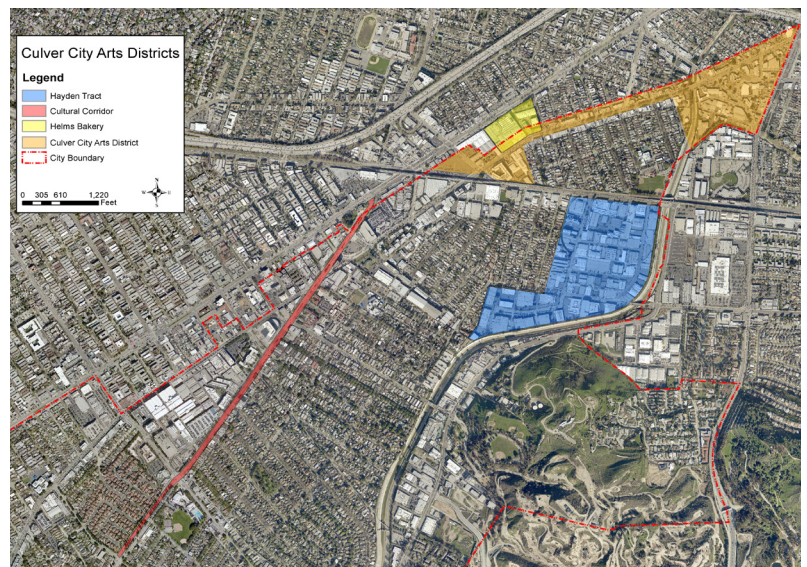 Culver City Arts Districts
Legend
Hayden Tract
Cultural Corridor
Helms Bakery
Culver City Arts District
City Boundary
N
W E
S
0 305 610 1,220
Feet